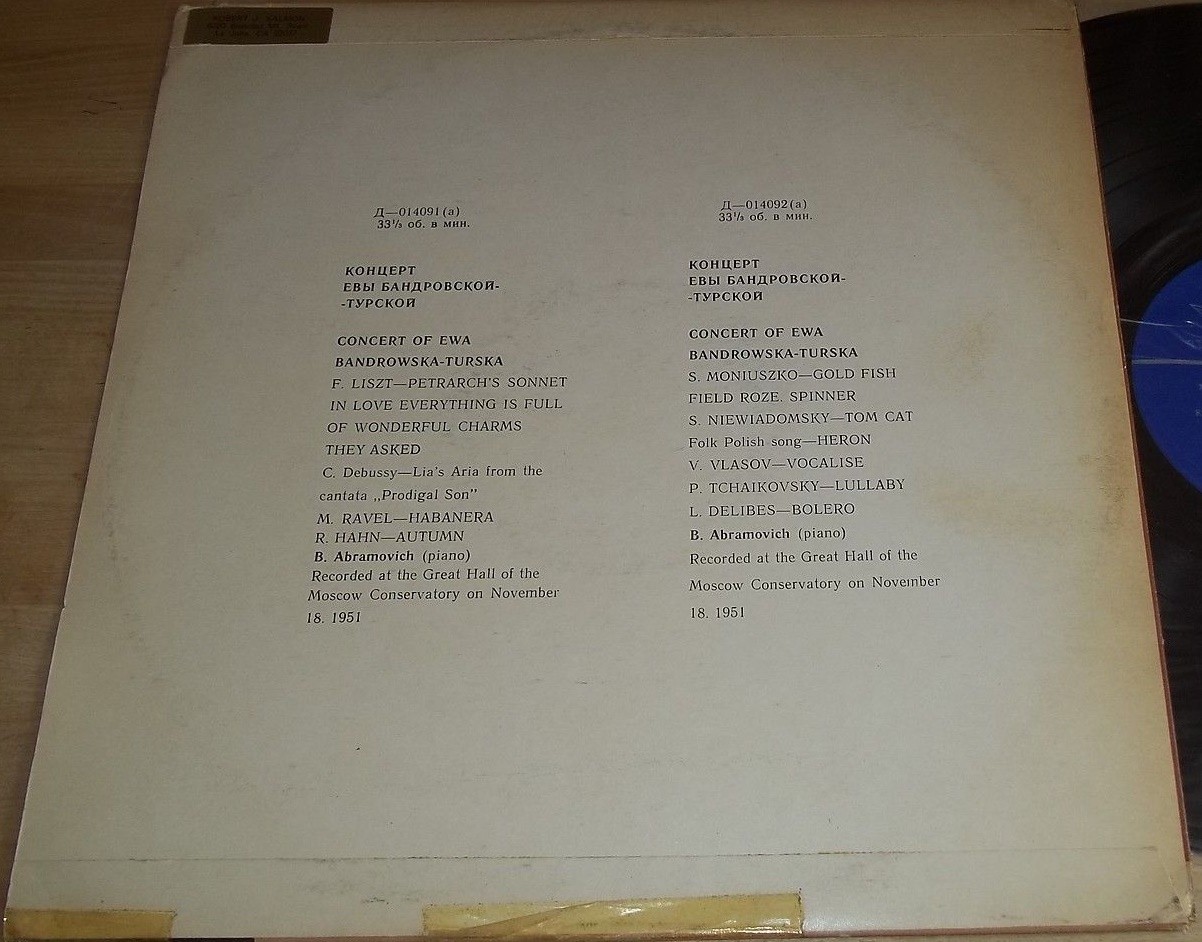 Д—014091(а)
33⅓ об. в мин.
КОНЦЕРТ
ЕВЫ БАНДРОВСКОЙ-
-ТУРСКОЙ
CONCERT OF EWA
BANDROWSKA-TURSKA
F. LISZT—PETRARCH'S SONNET
IN LOVE EVERYTHING IS FULL
OF WONDERFUL CHARMS
THEY ASKED
C. Debussy—Lia's Aria from the
cantata „Prodigal Son"
M. RAVEL—HABANERA
R. HAHN—AUTUMN
B. Abramovich (piano)
Recorded at the Great Hall of the
Moscow Conservatory on November
18. 1951
Д—014092(а)
33⅓ об. в мин.
КОНЦЕРТ
ЕВЫ БАНДРОВСКОЙ-
-ТУРСКОЙ
CONCERT OF EWA
BANDROWSKA-TURSKA
S. MONIUSZKO—GOLD FISH
FIELD ROZE. SPINNER
S. NIEWIADOMSKY—TOM CAT
Folk Polish song—HERON
V. VLASOV—VOCALISE
P. TCHAIKOVSKY—LULLABY
L. DELIBES—BOLERO
B. Abramovich (piano)
Recorded at the Great Hall of the
Moscow Conservatory on November
18. 1951